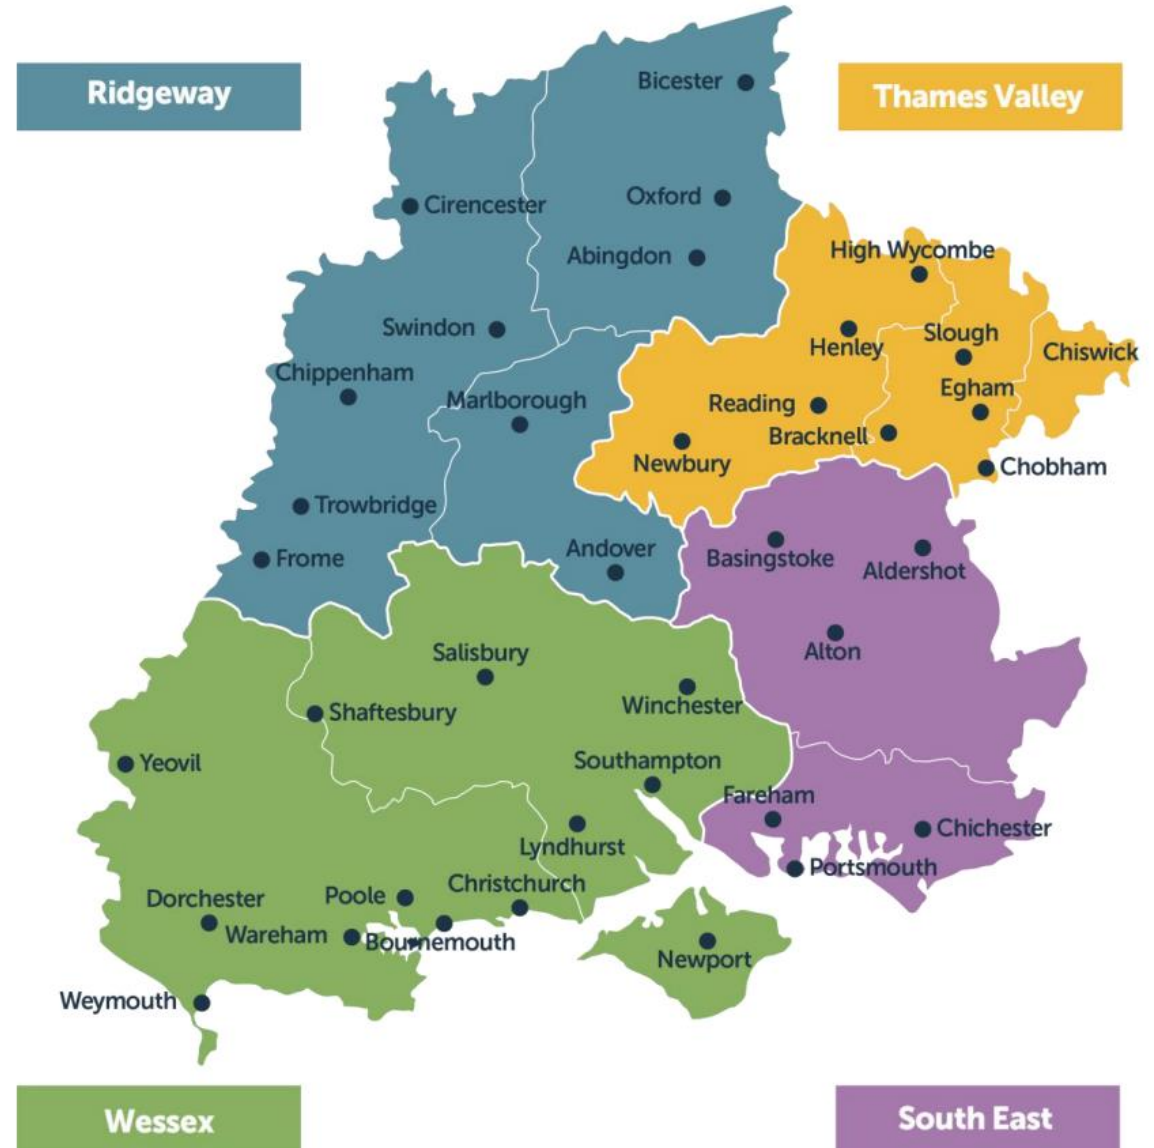 Ridgeway
Thames Valley
Bicester
Oxford
Cirencester
Abingdon
High Wycombe
Swindon
Henley
Slough
Chiswick
Chippenham
Marlborough
Egham
Reading
Bracknell
Newbury
Chobham
Trowbridge
Andover
Frome
Basingstoke
Aldershot
Salisbury
Alton
Winchester
Shaftesbury
Yeovil
Southampton
Fareham
Chichester
Lyndhurst
Portsmouth
Christchurch
Poole
Dorchester
Wareham
Bournemouth
Newport
Weymouth
Wessex
South East